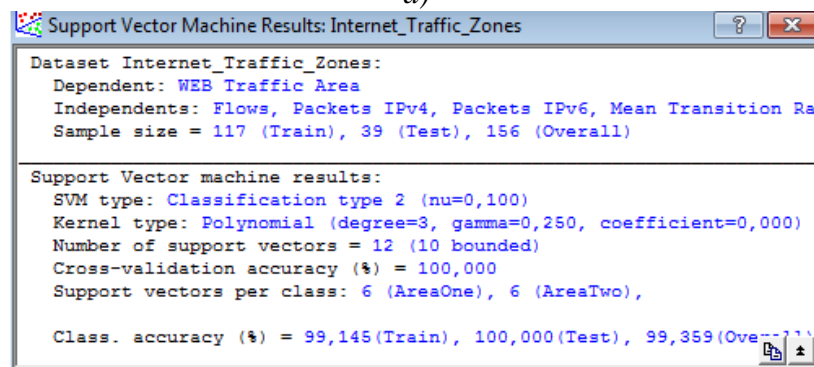 a)
Support Vector Machine Results: Internet_Traffic_Zones
Dataset Internet_Traffic_Zones:
Dependent: WEB Traffic Area
Independents: Flows, Packets IPv4, Packets IPv6, Mean Transition Ra
Sample size = 117 (Train), 39 (Test), 156 (Overall)
Support Vector machine results:
SVM type: Classification type 2 (nu=0,100)
Kernel type: Polynomial (degree=3, gamma=0,250, coefficient=0,000)
Number of support vectors = 12 (10 bounded)
Cross-validation accuracy (%) = 100,000
Support vectors per class: 6 (AreaOne), 6 (AreaTwo),
Class. accuracy (%) = 99,145(Train), 100,000(Test), 99,359(Overall)